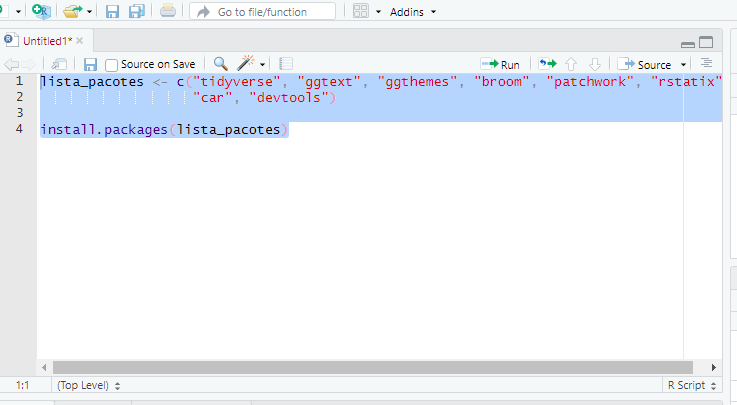 Go to file/function
Addins
Untitled1*
Source on Save
Run
Source
1 lista_pacotes <- c("tidyverse", "ggtext", "ggthemes", "broom", "patchwork", "rstatix"
2 "car", "devtools")
3
4 install.packages(lista_pacotes)
1:1
(Top Level)
R Script